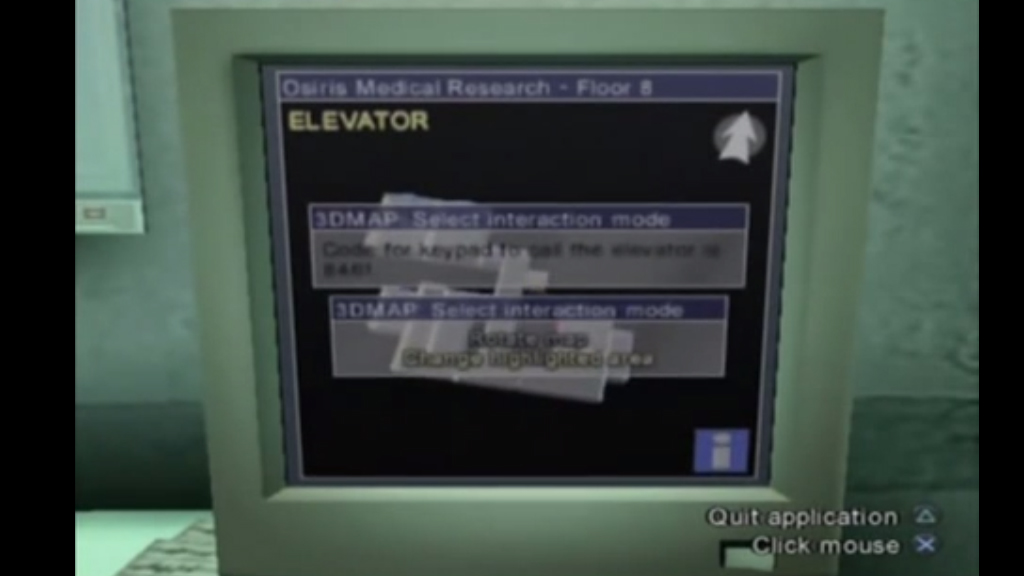 Osiris Medical Research - Floor 8
ELEVATOR
3DMAP: Select interaction mode
Code for keypad to call the elevator is
3DMAP: Select interaction mode
Rotate map
Change highlighted area
i
Quit application
Click mouse